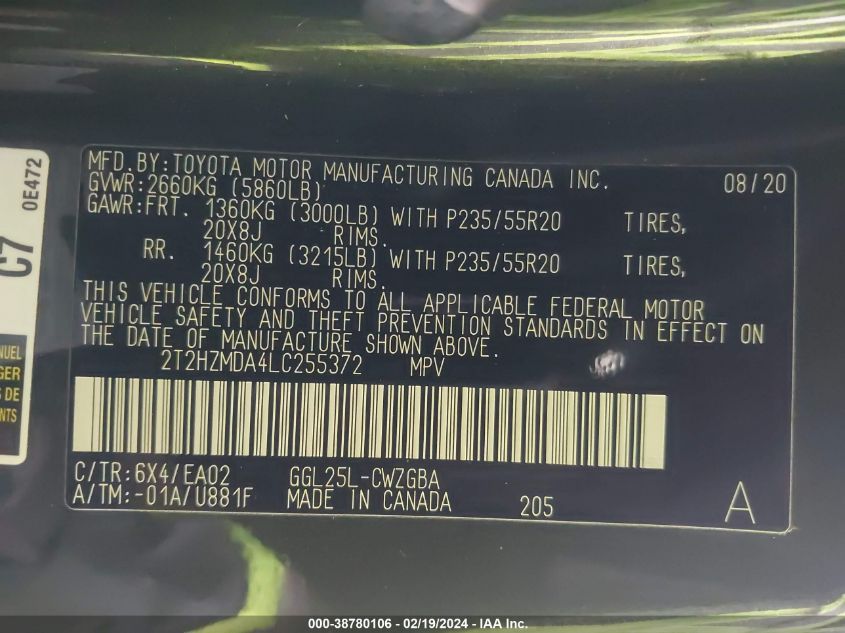 MFD.BY:TOYOTA MOTOR MANUFACTURING CANADA INC. 08/20
GVWR:2660KG (5860LB)
GAWR:FRT. 1360KG (3000LB) WITH P235/55R20 TIRES,
20X8J RIMS.
RR. 1460KG (3215LB) WITH P235/55R20 TIRES,
20X8J RIMS.
THIS VEHICLE CONFORMS TO ALL APPLICABLE FEDERAL MOTOR
VEHICLE SAFETY AND THEFT PREVENTION STANDARDS IN EFFECT ON
THE DATE OF MANUFACTURE SHOWN ABOVE.
2T2HZMDA4LC255372 MPV
C/TR:6X4/EA02 GGL25L-CWZGBA
A/TM:-01A/U881F MADE IN CANADA 205 A
C7 0E472
NUEL
GER
S DE
NTS
000-38780106 - 02/19/2024 - IAA Inc.